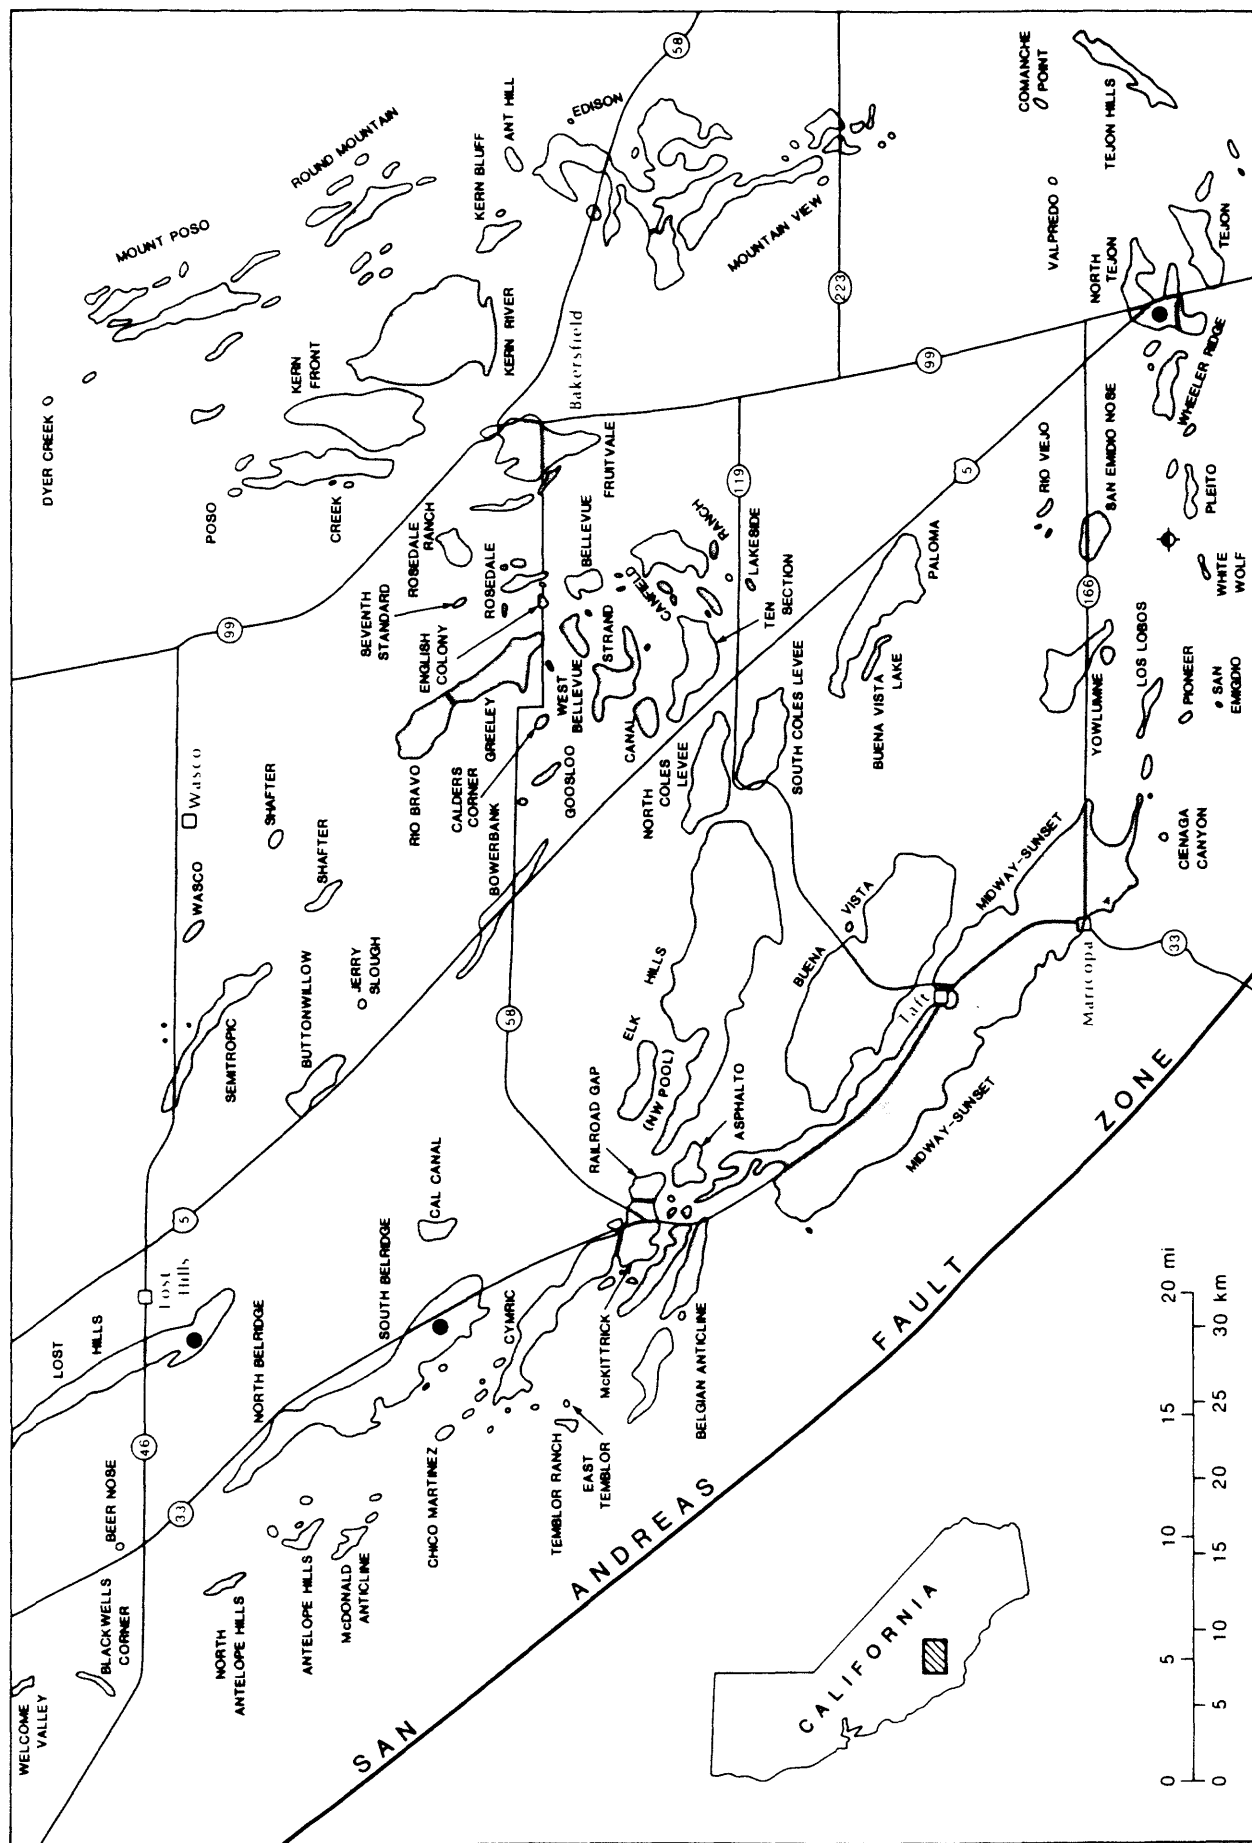 WELCOME
VALLEY
BLACKWELLS
CORNER
BEER NOSE
46
33
LOST
HILLS
Lost
Hills
5
NORTH
ANTELOPE HILLS
ANTELOPE HILLS
McDONALD
ANTICLINE
NORTH BELRIDGE
SOUTH BELRIDGE
CAL CANAL
CHICO MARTINEZ
CYMRIC
TEMBLOR RANCH
EAST
TEMBLOR
McKITTRICK
BELGIAN ANTICLINE
RAILROAD GAP
ASPHALTO
ELK
HILLS
(NW POOL)
58
SEMITROPIC
BUTTONWILLOW
JERRY
SLOUGH
WASCO
Wasco
SHAFTER
SHAFTER
99
BOWERBANK
RIO BRAVO
GREELEY
CALDERS
CORNER
GOOSLOO
ENGLISH
COLONY
SEVENTH
STANDARD
ROSEDALE
ROSEDALE
RANCH
WEST
BELLEVUE
BELLEVUE
STRAND
CANAL
CANFIELD
RANCH
TEN
SECTION
LAKESIDE
NORTH
COLES
LEVEE
SOUTH COLES LEVEE
119
FRUITVALE
Bakersfield
DYER CREEK
POSO
CREEK
MOUNT POSO
KERN
FRONT
KERN RIVER
ROUND MOUNTAIN
KERN BLUFF
ANT HILL
EDISON
58
MOUNTAIN VIEW
223
99
5
PALOMA
BUENA VISTA
LAKE
BUENA
VISTA
Taft
MIDWAY-SUNSET
MIDWAY-SUNSET
Maricopa
33
166
YOWLUMNE
LOS LOBOS
CIENAGA
CANYON
PIONEER
SAN
EMIGDIO
WHITE
WOLF
PLEITO
RIO VIEJO
SAN EMIDIO NOSE
WHEELER RIDGE
NORTH
TEJON
TEJON
VALPREDO
TEJON HILLS
COMANCHE
POINT
SAN ANDREAS FAULT ZONE
CALIFORNIA
0 5 10 15 20 mi
0 5 10 15 20 25 30 km